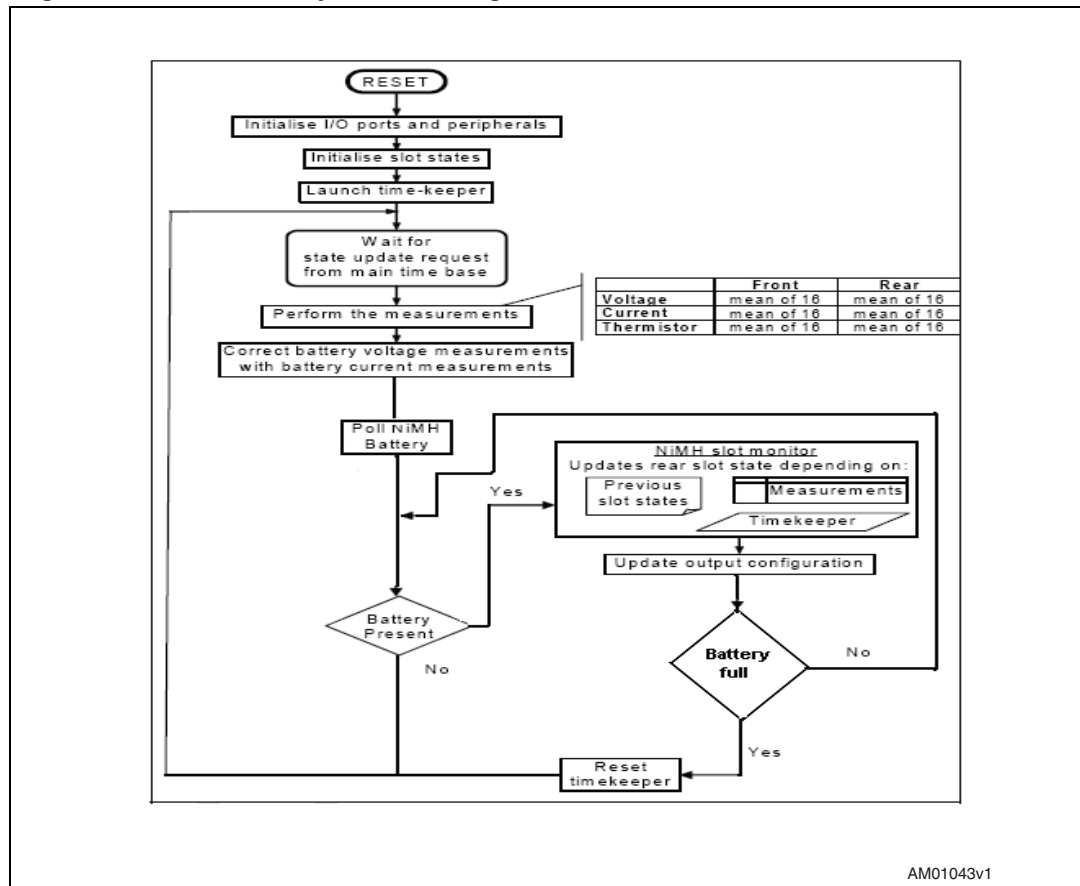 RESET
Initialise I/O ports and peripherals
Initialise slot states
Launch time-keeper
Wait for
state update request
from main time base
Perform the measurements
Front Rear
Voltage mean of 16 mean of 16
Current mean of 16 mean of 16
Thermistor mean of 16 mean of 16
Correct battery voltage measurements
with battery current measurements
Poll NiMH
Battery
NiMH slot monitor
Updates rear slot state depending on:
Previous
slot states
Measurements
Timekeeper
Yes
Update output configuration
Battery
Present
No
Battery
full
No
Yes
Reset
timekeeper
AM01043v1